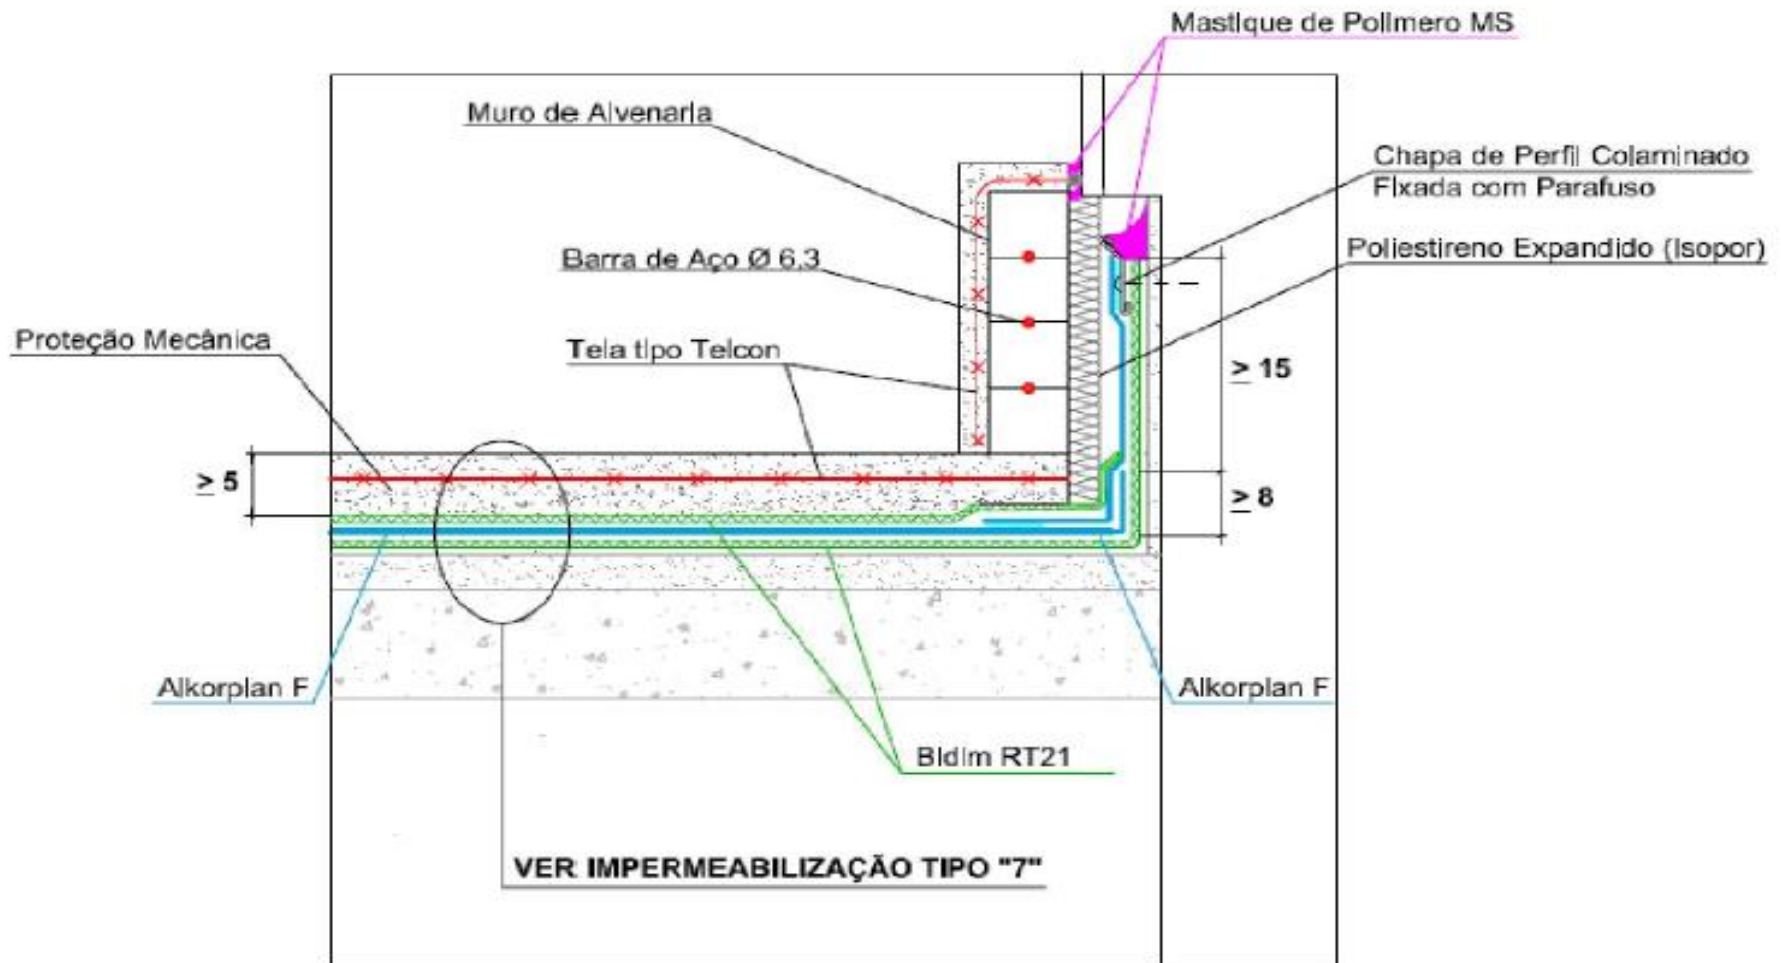 Mastique de Polímero MS
Muro de Alvenaria
Chapa de Perfil Colaminado
Fixada com Parafuso
Poliestireno Expandido (Isopor)
Barra de Aço Ø 6,3
Proteção Mecânica
Tela tipo Telcon
≥ 15
≥ 5
≥ 8
Alkorplan F
Alkorplan F
Bidim RT21
VER IMPERMEABILIZAÇÃO TIPO "7"